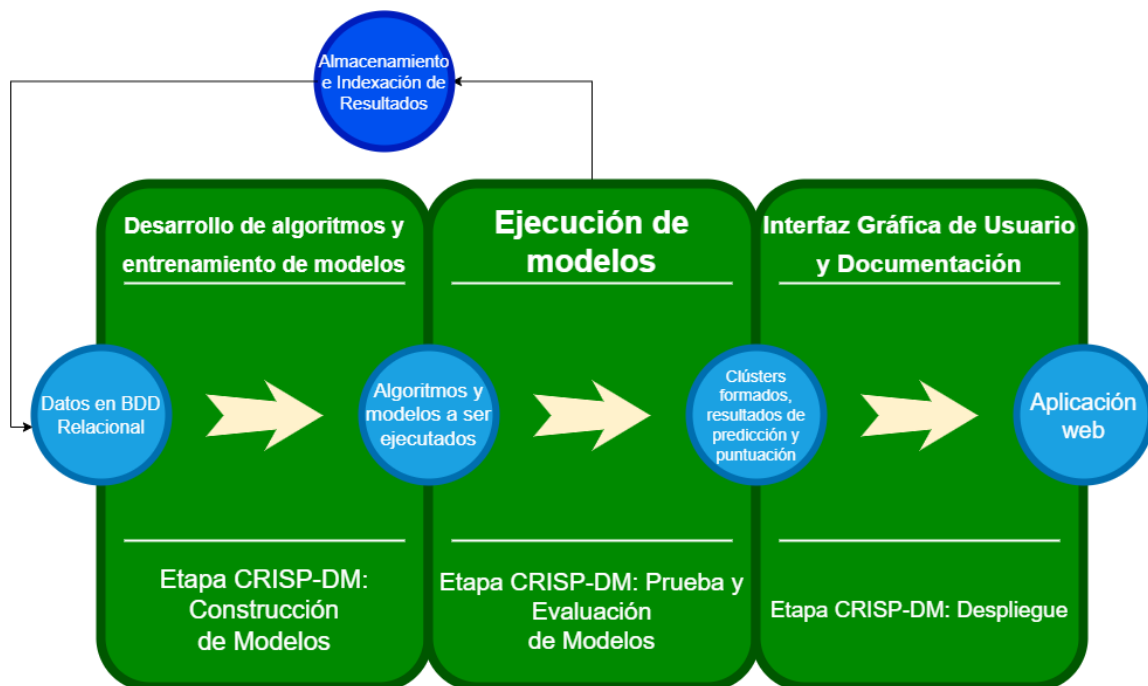 Almacenamiento
e Indexación de
Resultados
Desarrollo de algoritmos y
entrenamiento de modelos
Ejecución de
modelos
Interfaz Gráfica de Usuario
y Documentación
Datos en BDD
Relacional
Algoritmos y
modelos a ser
ejecutados
Clústers
formados,
resultados de
predicción y
puntuación
Aplicación
web
Etapa CRISP-DM:
Construcción
de Modelos
Etapa CRISP-DM: Prueba y
Evaluación
de Modelos
Etapa CRISP-DM: Despliegue